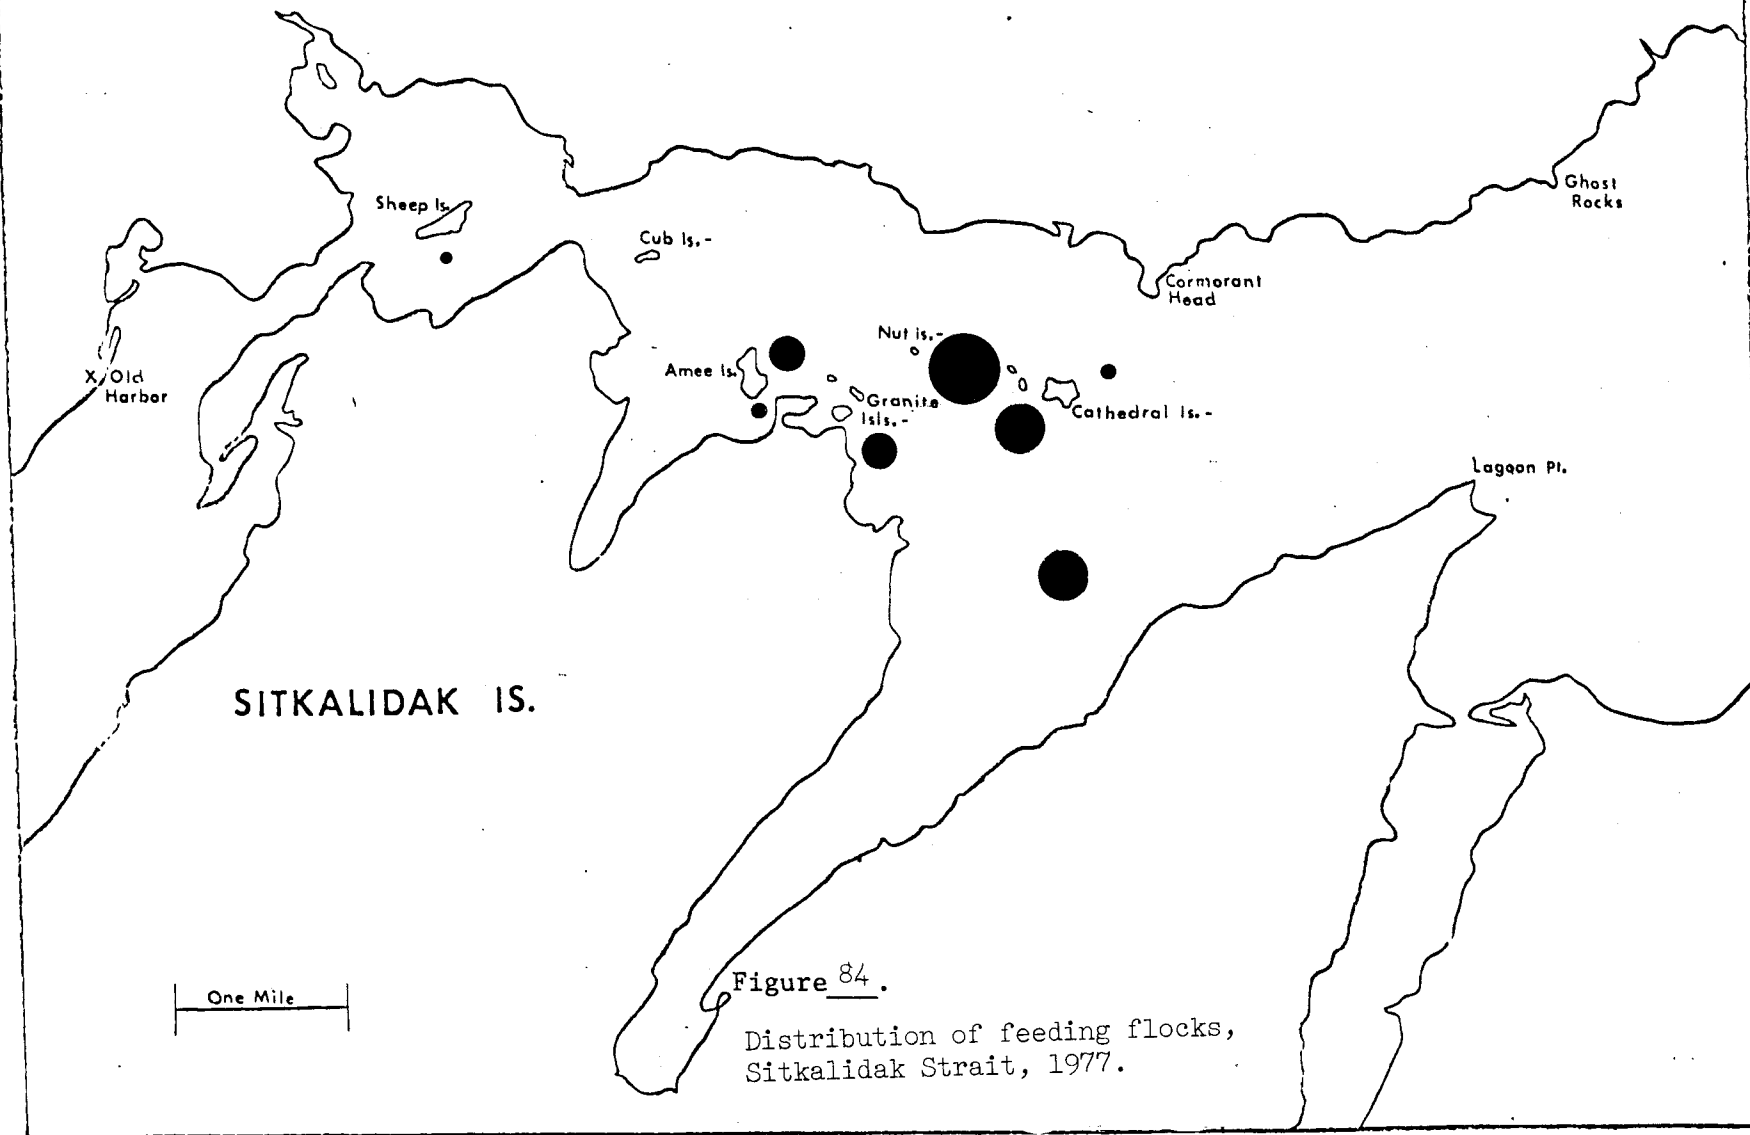 Sheep Is.
Cub Is.-
Ghost
Rocks
Cormorant
Head
Nut is.-
Amee Is.
X Old
Harbor
Granite
Isls.-
Cathedral Is.-
Lagoon Pt.
SITKALIDAK IS.
One Mile
Figure 84.
Distribution of feeding flocks,
Sitkalidak Strait, 1977.